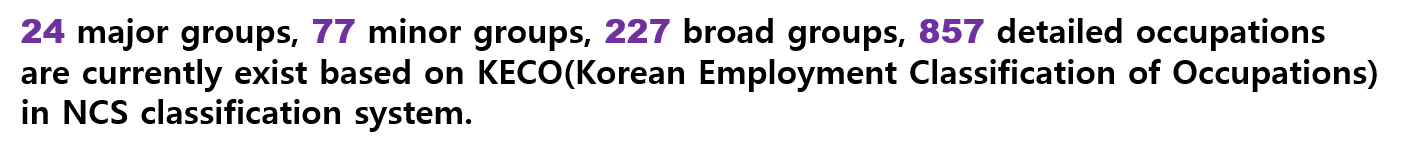 24 major groups, 77 minor groups, 227 broad groups, 857 detailed occupations
are currently exist based on KECO(Korean Employment Classification of Occupations)
in NCS classification system.